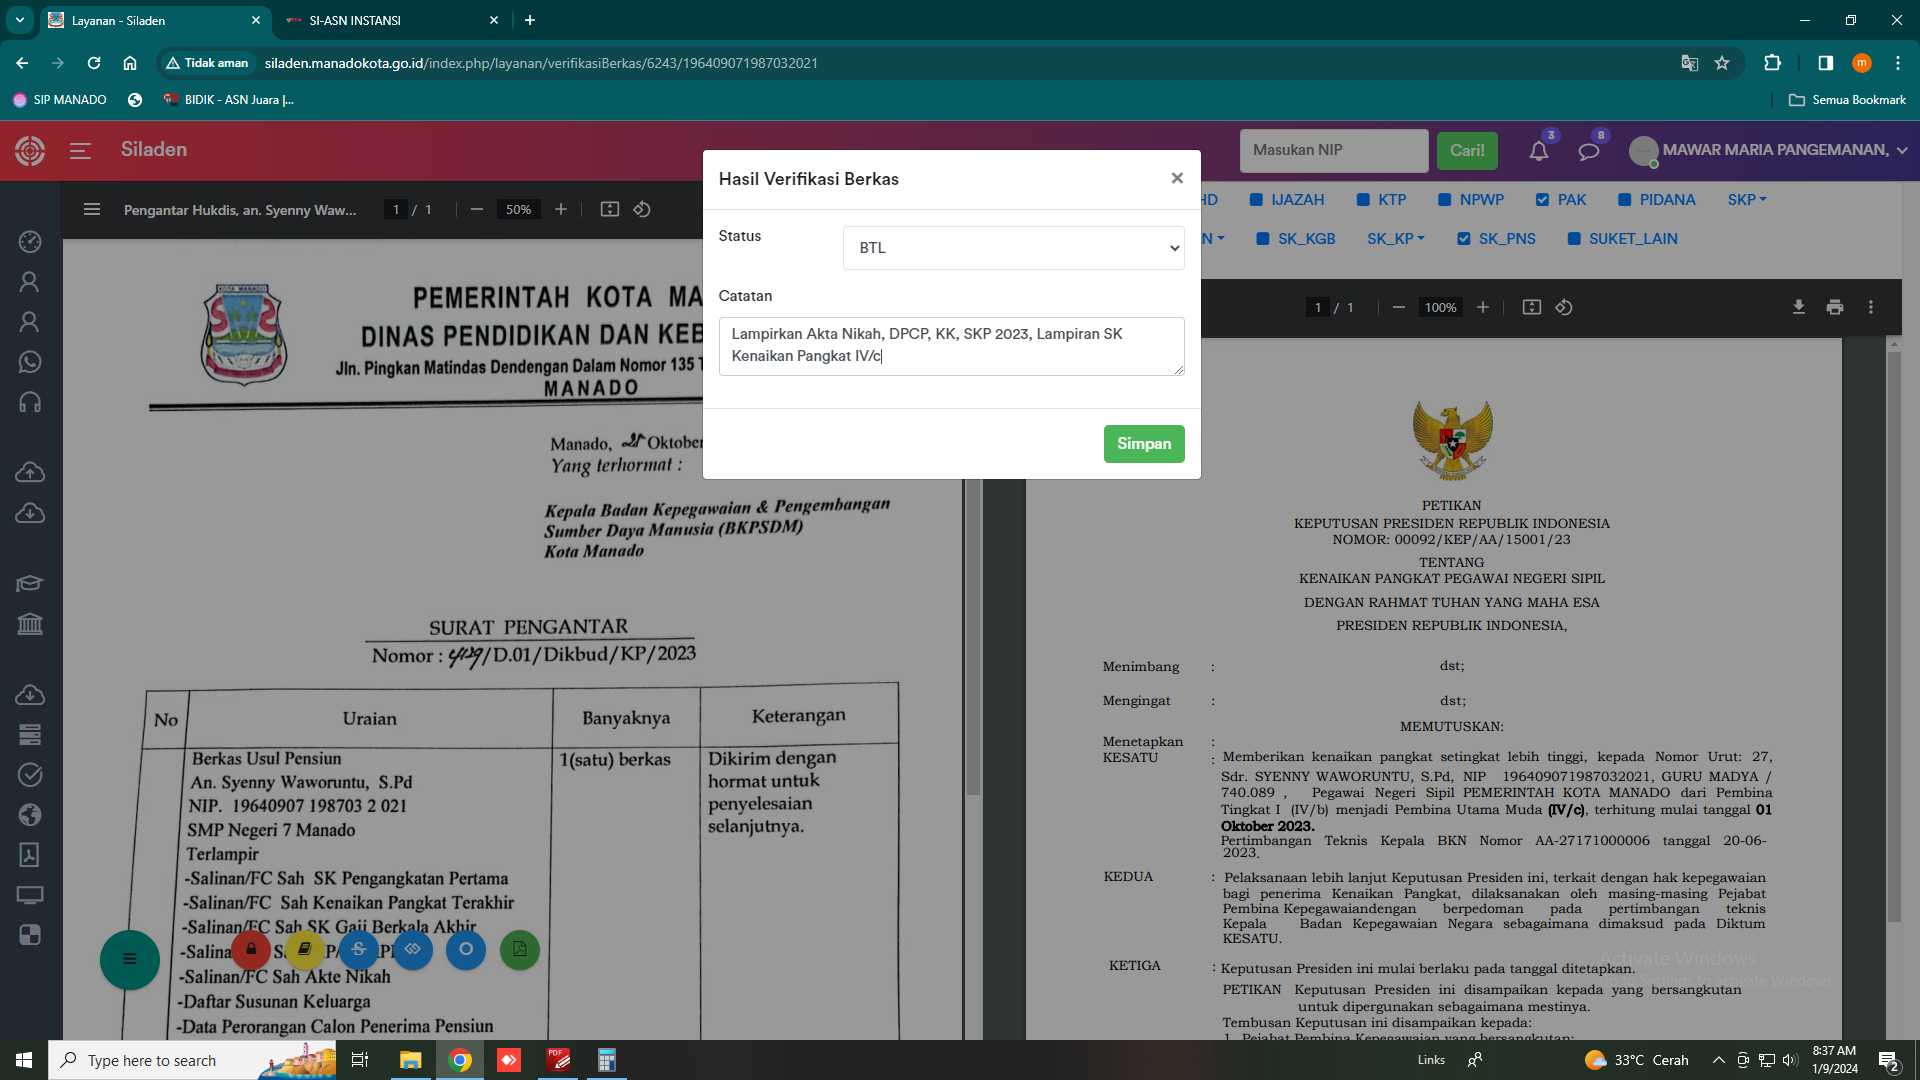 Layanan - Siladen
SI-ASN INSTANSI
Tidak aman
siladen.manadokota.go.id/index.php/layanan/verifikasiBerkas/6243/196409071987032021
m
SIP MANADO
BIDIK - ASN Juara |...
Semua Bookmark
Siladen
Masukan NIP
Cari!
3
8
MAWAR MARIA PANGEMANAN,
Pengantar Hukdis, an. Syenny Waw...
1 / 1
50%
Hasil Verifikasi Berkas
×
Status
BTL
Catatan
Lampirkan Akta Nikah, DPCP, KK, SKP 2023, Lampiran SK
Kenaikan Pangkat IV/c
Simpan
IJAZAH
KTP
NPWP
PAK
PIDANA
SKP
SK_KGB
SK_KP
SK_PNS
SUKET_LAIN
1 / 1
100%
PEMERINTAH KOTA MA
DINAS PENDIDIKAN DAN KEB
Jln. Pingkan Matindas Dendengan Dalam Nomor 135 T
MANADO
Manado, Oktober
Yang terhormat :
Kepala Badan Kepegawaian & Pengembangan
Sumber Daya Manusia (BKPSDM)
Kota Manado
SURAT PENGANTAR
Nomor : /D.01/Dikbud/KP/2023
No
Uraian
Banyaknya
Keterangan
Berkas Usul Pensiun
An. Syenny Waworuntu, S.Pd
NIP. 19640907 198703 2 021
SMP Negeri 7 Manado
Terlampir
-Salinan/FC Sah SK Pengangkatan Pertama
-Salinan/FC Sah Kenaikan Pangkat Terakhir
-Salinan/FC Sah SK Gaji Berkala Akhir
-Salinan/FC Sah Akte Nikah
-Daftar Susunan Keluarga
-Data Perorangan Calon Penerima Pensiun
1(satu) berkas
Dikirim dengan
hormat untuk
penyelesaian
selanjutnya.
PETIKAN
KEPUTUSAN PRESIDEN REPUBLIK INDONESIA
NOMOR: 00092/KEP/AA/15001/23
TENTANG
KENAIKAN PANGKAT PEGAWAI NEGERI SIPIL
DENGAN RAHMAT TUHAN YANG MAHA ESA
PRESIDEN REPUBLIK INDONESIA,
Menimbang : dst;
Mengingat : dst;
MEMUTUSKAN:
Menetapkan :
KESATU : Memberikan kenaikan pangkat setingkat lebih tinggi, kepada Nomor Urut: 27,
Sdr. SYENNY WAWORUNTU, S.Pd, NIP 196409071987032021, GURU MADYA /
740.089 , Pegawai Negeri Sipil PEMERINTAH KOTA MANADO dari Pembina
Tingkat I (IV/b) menjadi Pembina Utama Muda (IV/c), terhitung mulai tanggal 01
Oktober 2023.
Pertimbangan Teknis Kepala BKN Nomor AA-27171000006 tanggal 20-06-
2023.
KEDUA : Pelaksanaan lebih lanjut Keputusan Presiden ini, terkait dengan hak kepegawaian
bagi penerima Kenaikan Pangkat, dilaksanakan oleh masing-masing Pejabat
Pembina Kepegawaiandengan berpedoman pada pertimbangan teknis
Kepala Badan Kepegawaian Negara sebagaimana dimaksud pada Diktum
KESATU.
KETIGA : Keputusan Presiden ini mulai berlaku pada tanggal ditetapkan.
PETIKAN Keputusan Presiden ini disampaikan kepada yang bersangkutan
untuk dipergunakan sebagaimana mestinya.
Tembusan Keputusan ini disampaikan kepada:
1. Pejabat Pembina Kepegawaian yang bersangkutan;
Activate Windows
Type here to search
Links
33°C Cerah
8:37 AM
1/9/2024
2